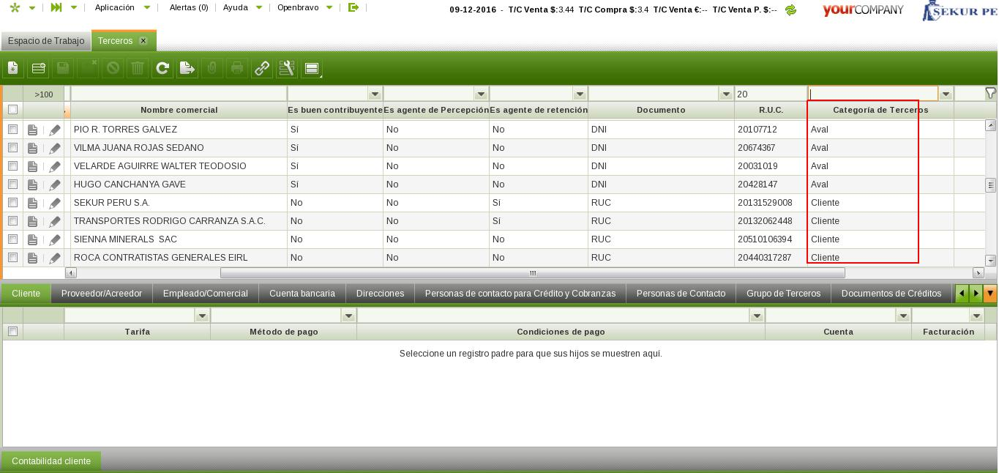 Aplicación Alertas (0) Ayuda Openbravo 09-12-2016 - T/C Venta $:3.44 T/C Compra $:3.4 T/C Venta €:-- T/C Venta P. $:-- yourCOMPANY SEKUR PE
Espacio de Trabajo Terceros
>100 20
Nombre comercial Es buen contribuyente Es agente de Percepción Es agente de retención Documento R.U.C. Categoría de Terceros
PIO R. TORRES GALVEZ Sí No No DNI 20107712 Aval
VILMA JUANA ROJAS SEDANO Sí No No DNI 20674367 Aval
VELARDE AGUIRRE WALTER TEODOSIO Sí No No DNI 20031019 Aval
HUGO CANCHANYA GAVE Sí No No DNI 20428147 Aval
SEKUR PERU S.A. No No Sí RUC 20131529008 Cliente
TRANSPORTES RODRIGO CARRANZA S.A.C. No No Sí RUC 20132062448 Cliente
SIENNA MINERALS SAC No No No RUC 20510106394 Cliente
ROCA CONTRATISTAS GENERALES EIRL No No No RUC 20440317287 Cliente
Cliente Proveedor/Acreedor Empleado/Comercial Cuenta bancaria Direcciones Personas de contacto para Crédito y Cobranzas Personas de Contacto Grupo de Terceros Documentos de Créditos
Tarifa Método de pago Condiciones de pago Cuenta Facturación
Seleccione un registro padre para que sus hijos se muestren aquí.
Contabilidad cliente